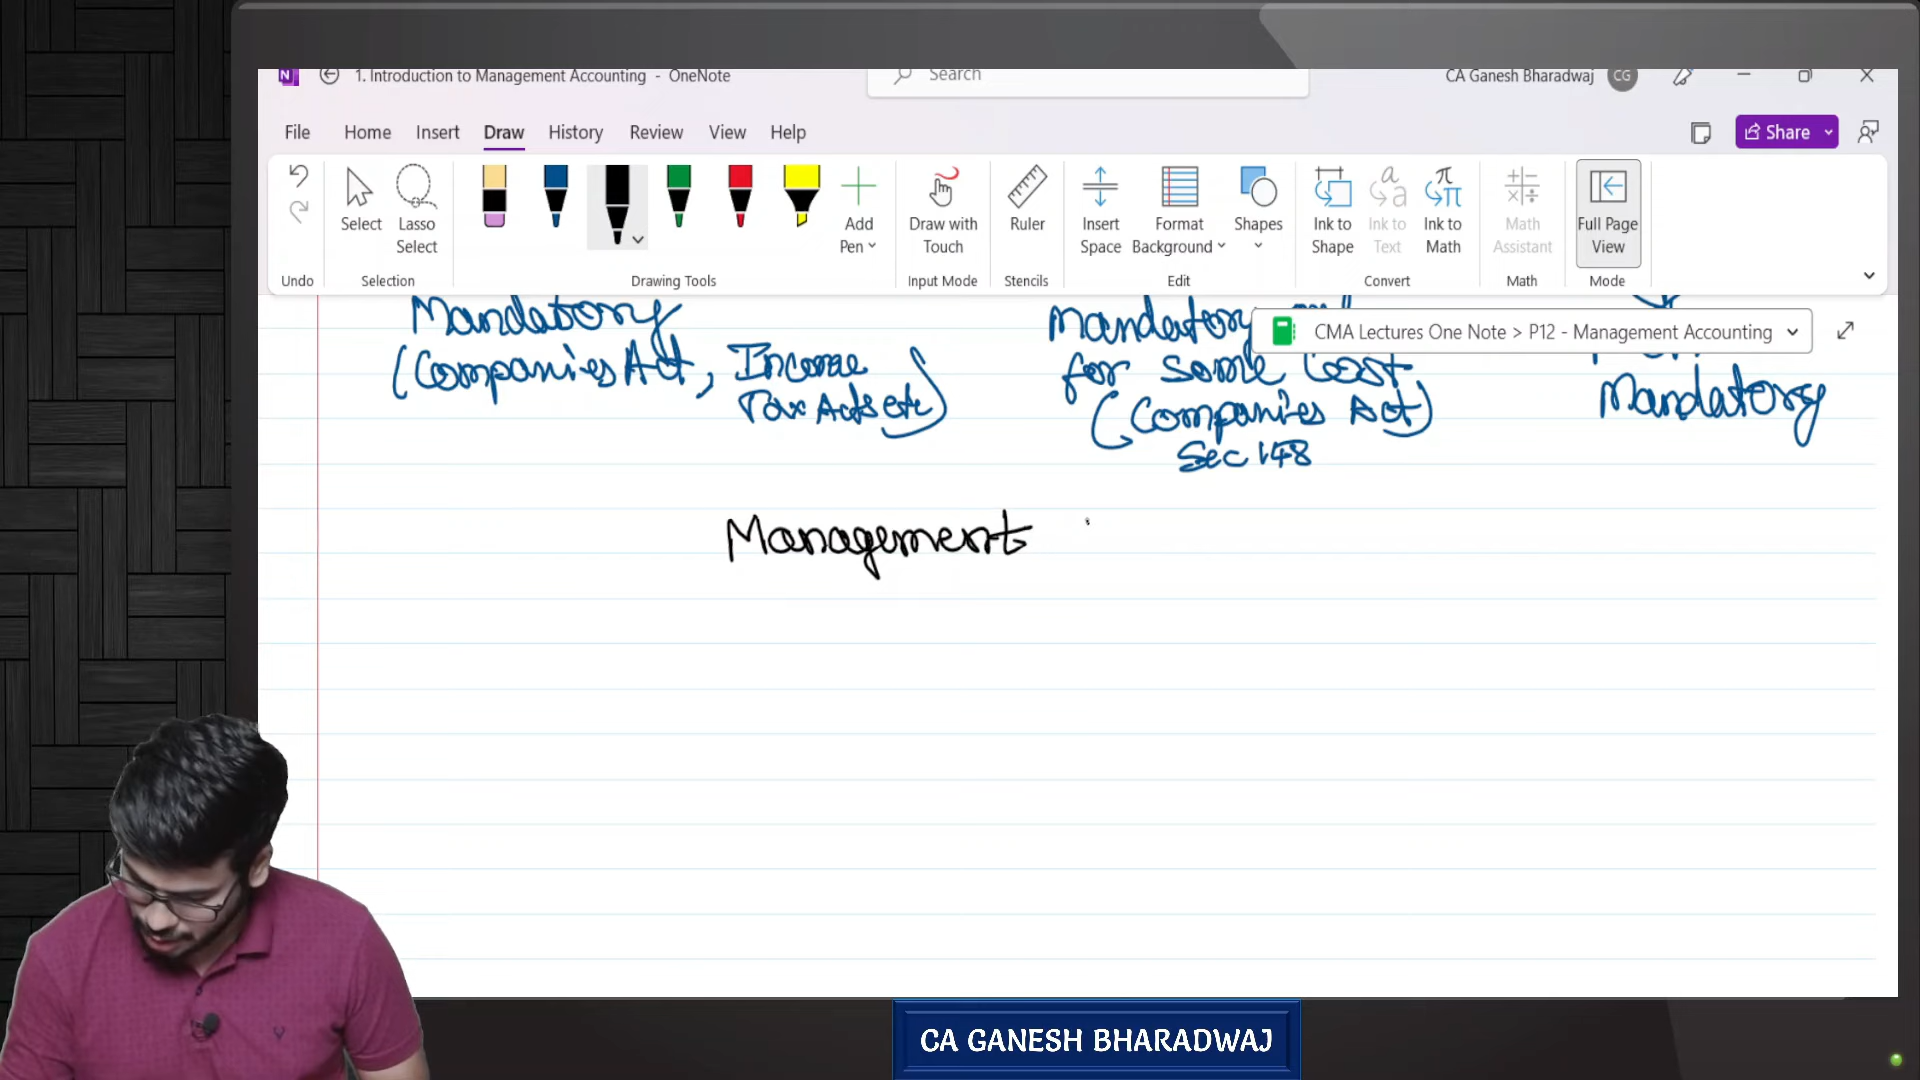 1. Introduction to Management Accounting - OneNote
Search
CA Ganesh Bharadwaj CG
File Home Insert Draw History Review View Help
Share
Select
Lasso Select
Add Pen
Draw with Touch
Ruler
Insert Space
Format Background
Shapes
Ink to Shape
Ink to Text
Ink to Math
Math Assistant
Full Page View
Undo Selection Drawing Tools Input Mode Stencils Edit Convert Math Mode
CMA Lectures One Note > P12 - Management Accounting
Mandatory
(Companies Act, Income
Tax Acts etc)
Mandatory
for some Cost
(Companies Act)
Sec 148
Mandatory
Management
CA GANESH BHARADWAJ